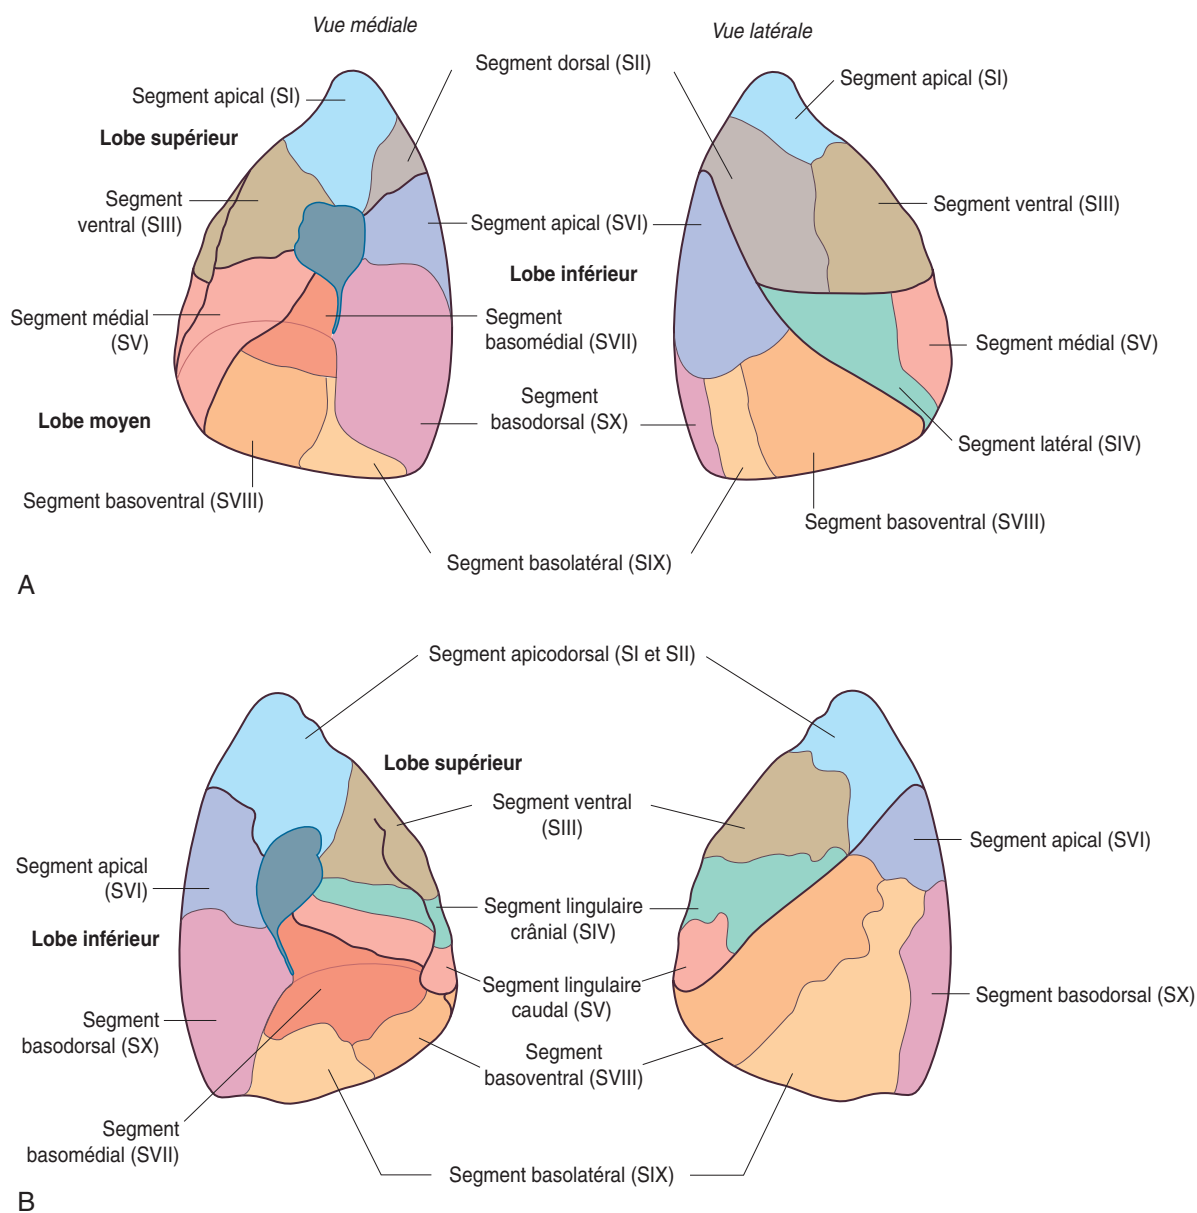 Vue médiale
Vue latérale
Segment dorsal (SII)
Segment apical (SI)
Segment apical (SI)
Lobe supérieur
Segment
ventral (SIII)
Segment ventral (SIII)
Segment apical (SVI)
Lobe inférieur
Segment médial
(SV)
Segment
basomédial (SVII)
Segment médial (SV)
Lobe moyen
Segment
basodorsal (SX)
Segment latéral (SIV)
Segment basoventral (SVIII)
Segment basoventral (SVIII)
Segment basolatéral (SIX)
A
Segment apicodorsal (SI et SII)
Lobe supérieur
Segment ventral
(SIII)
Segment apical
(SVI)
Segment apical (SVI)
Lobe inférieur
Segment lingulaire
crânial (SIV)
Segment lingulaire
caudal (SV)
Segment basodorsal (SX)
Segment
basodorsal (SX)
Segment
basoventral (SVIII)
Segment
basomédial (SVII)
Segment basolatéral (SIX)
B